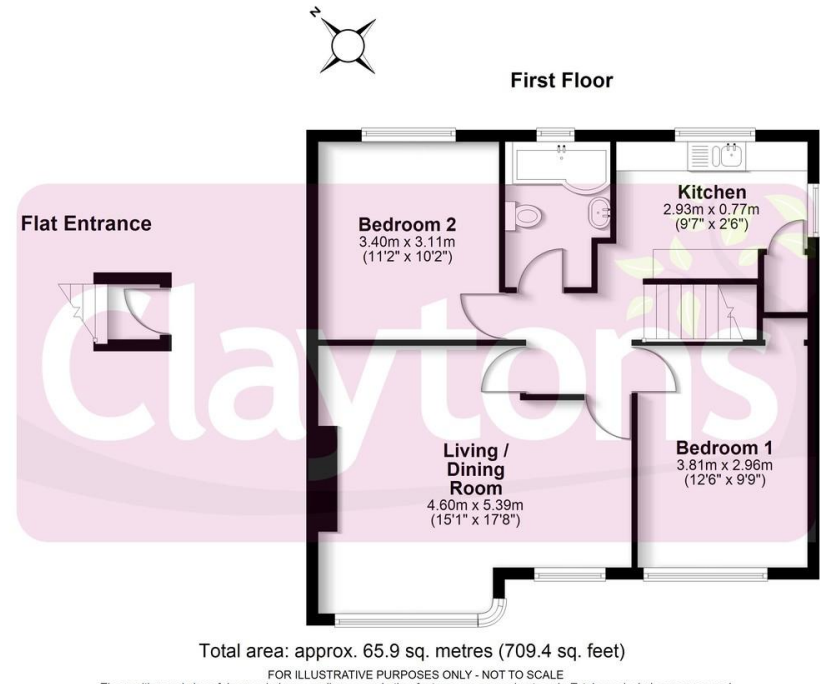 N
First Floor
Flat Entrance
Bedroom 2
3.40m x 3.11m
(11'2" x 10'2")
Kitchen
2.93m x 0.77m
(9'7" x 2'6")
Claytons
Living /
Dining
Room
4.60m x 5.39m
(15'1" x 17'8")
Bedroom 1
3.81m x 2.96m
(12'6" x 9'9")
Total area: approx. 65.9 sq. metres (709.4 sq. feet)
FOR ILLUSTRATIVE PURPOSES ONLY - NOT TO SCALE